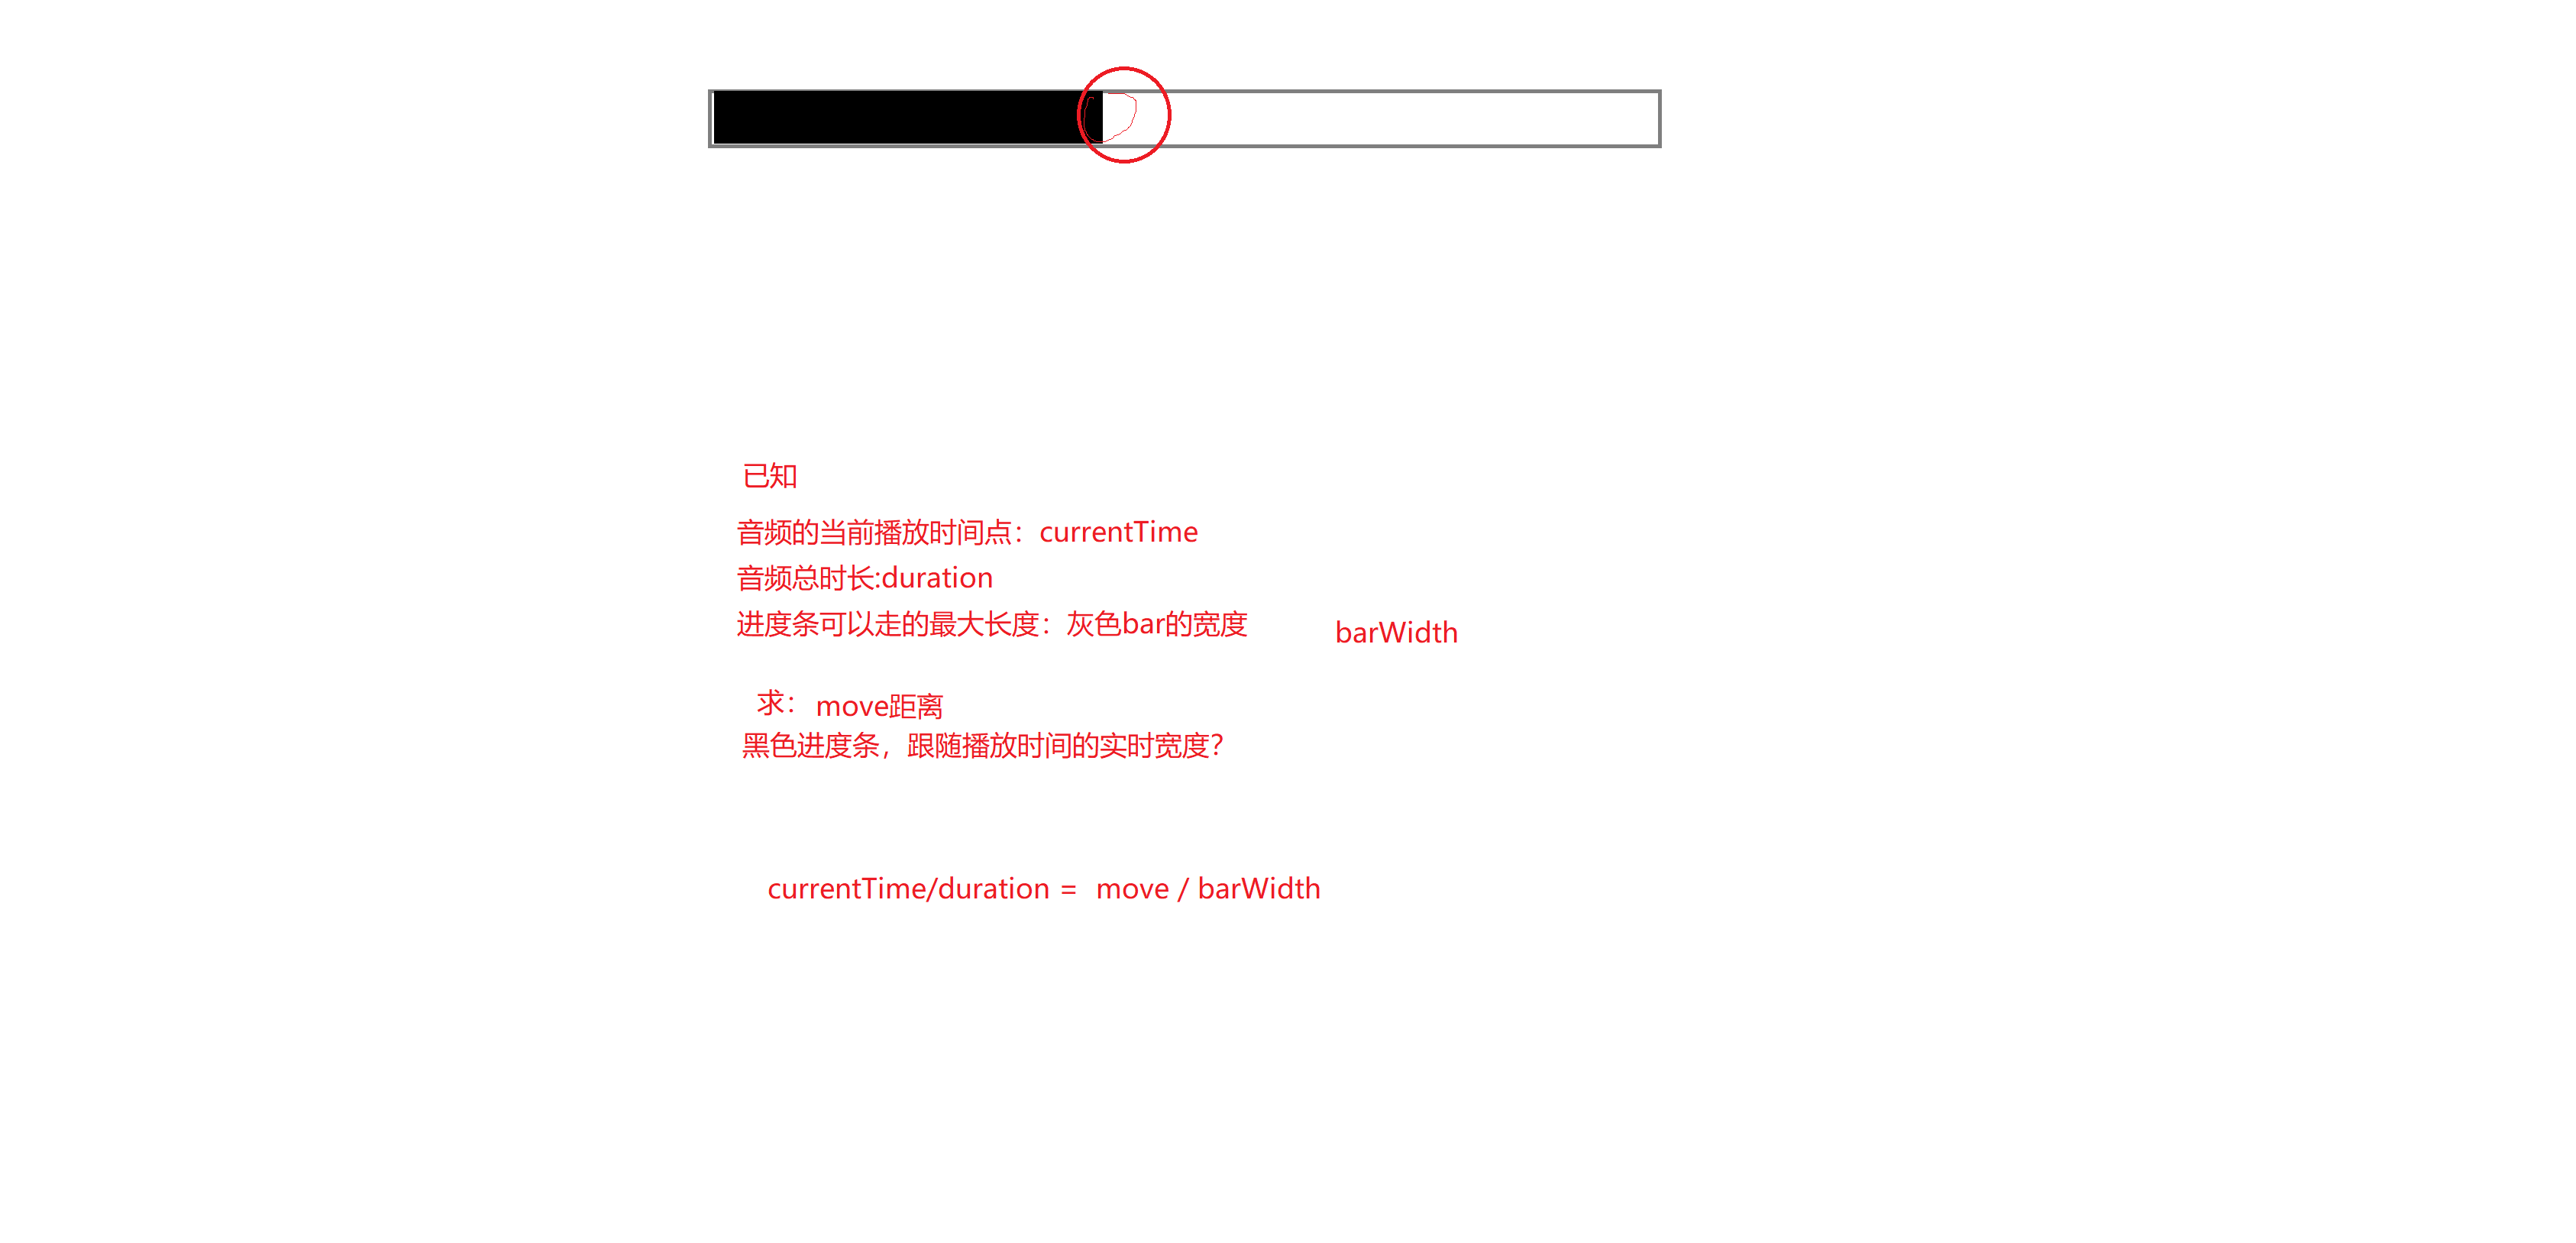 已知
音频的当前播放时间点：currentTime
音频总时长:duration
进度条可以走的最大长度：灰色bar的宽度 barWidth
求： move距离
黑色进度条，跟随播放时间的实时宽度？
currentTime/duration = move / barWidth